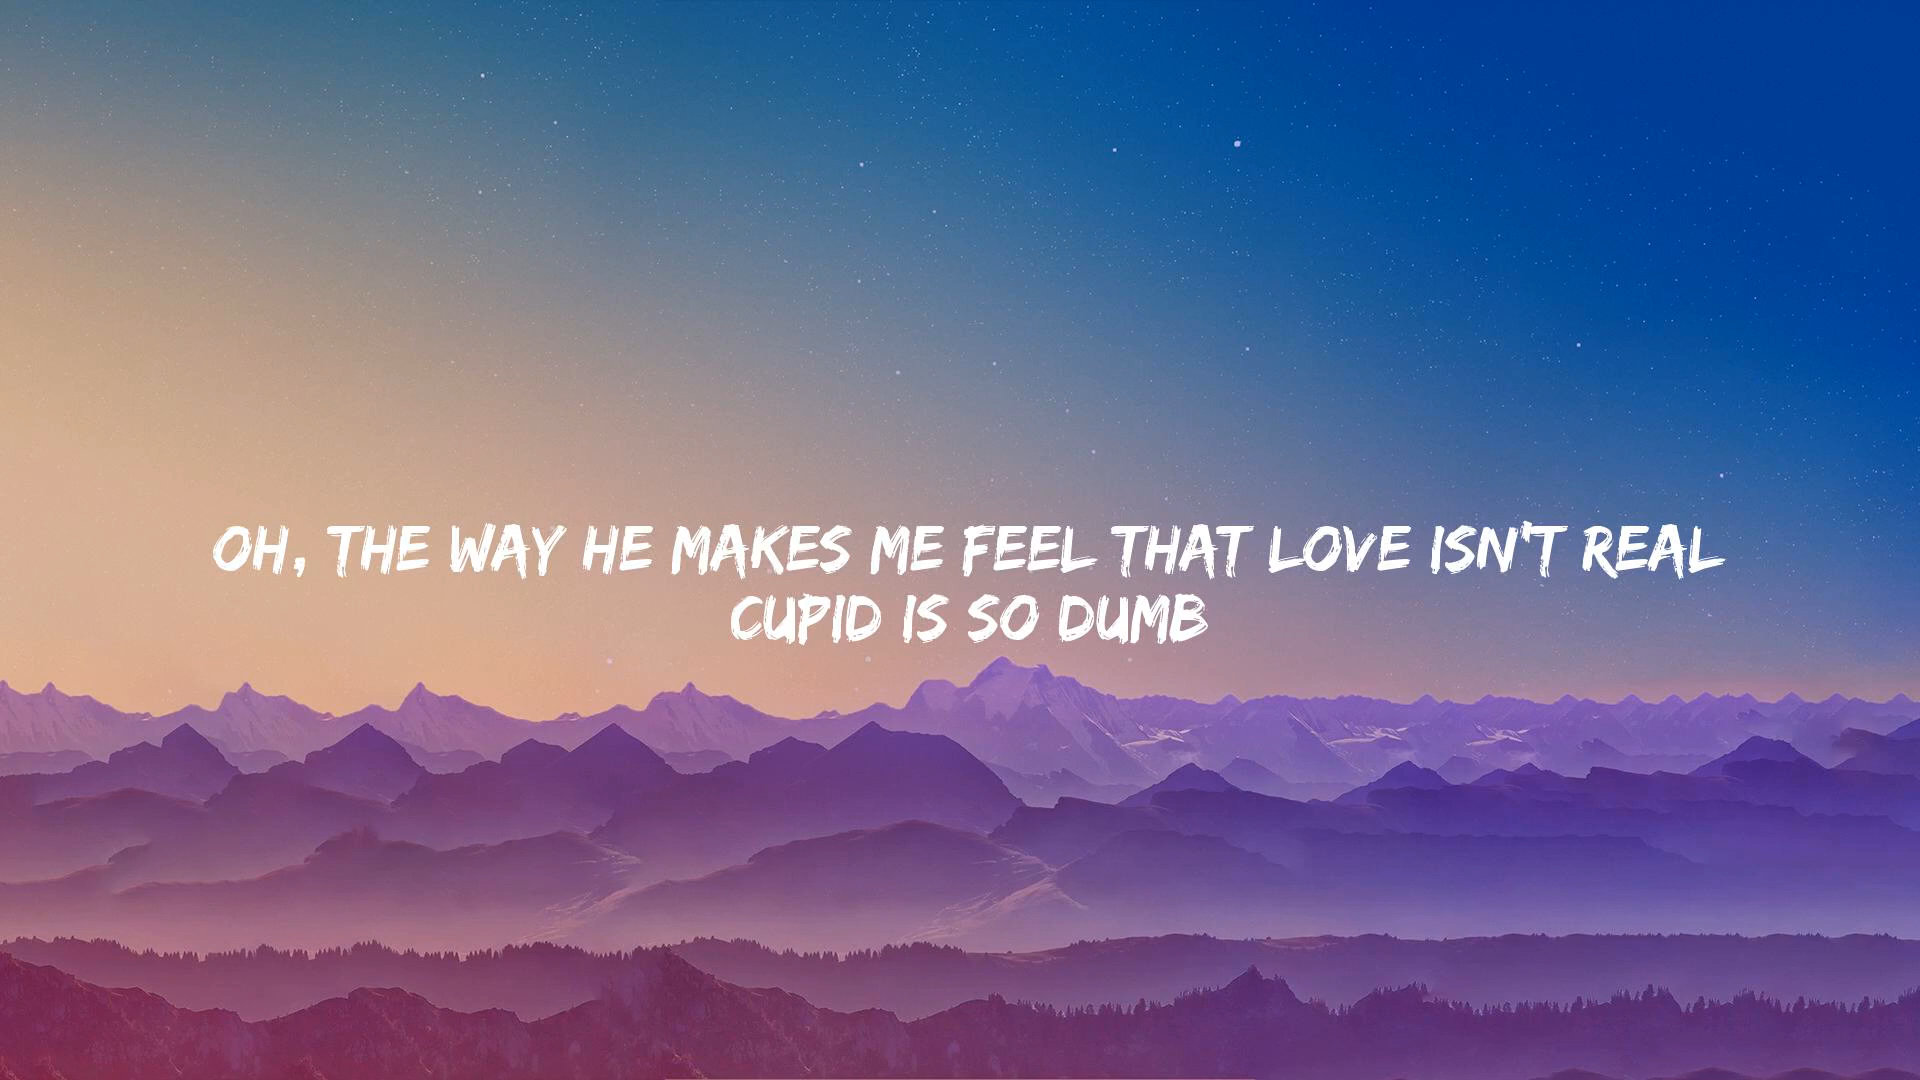 OH, THE WAY HE MAKES ME FEEL THAT LOVE ISN'T REAL
CUPID IS SO DUMB